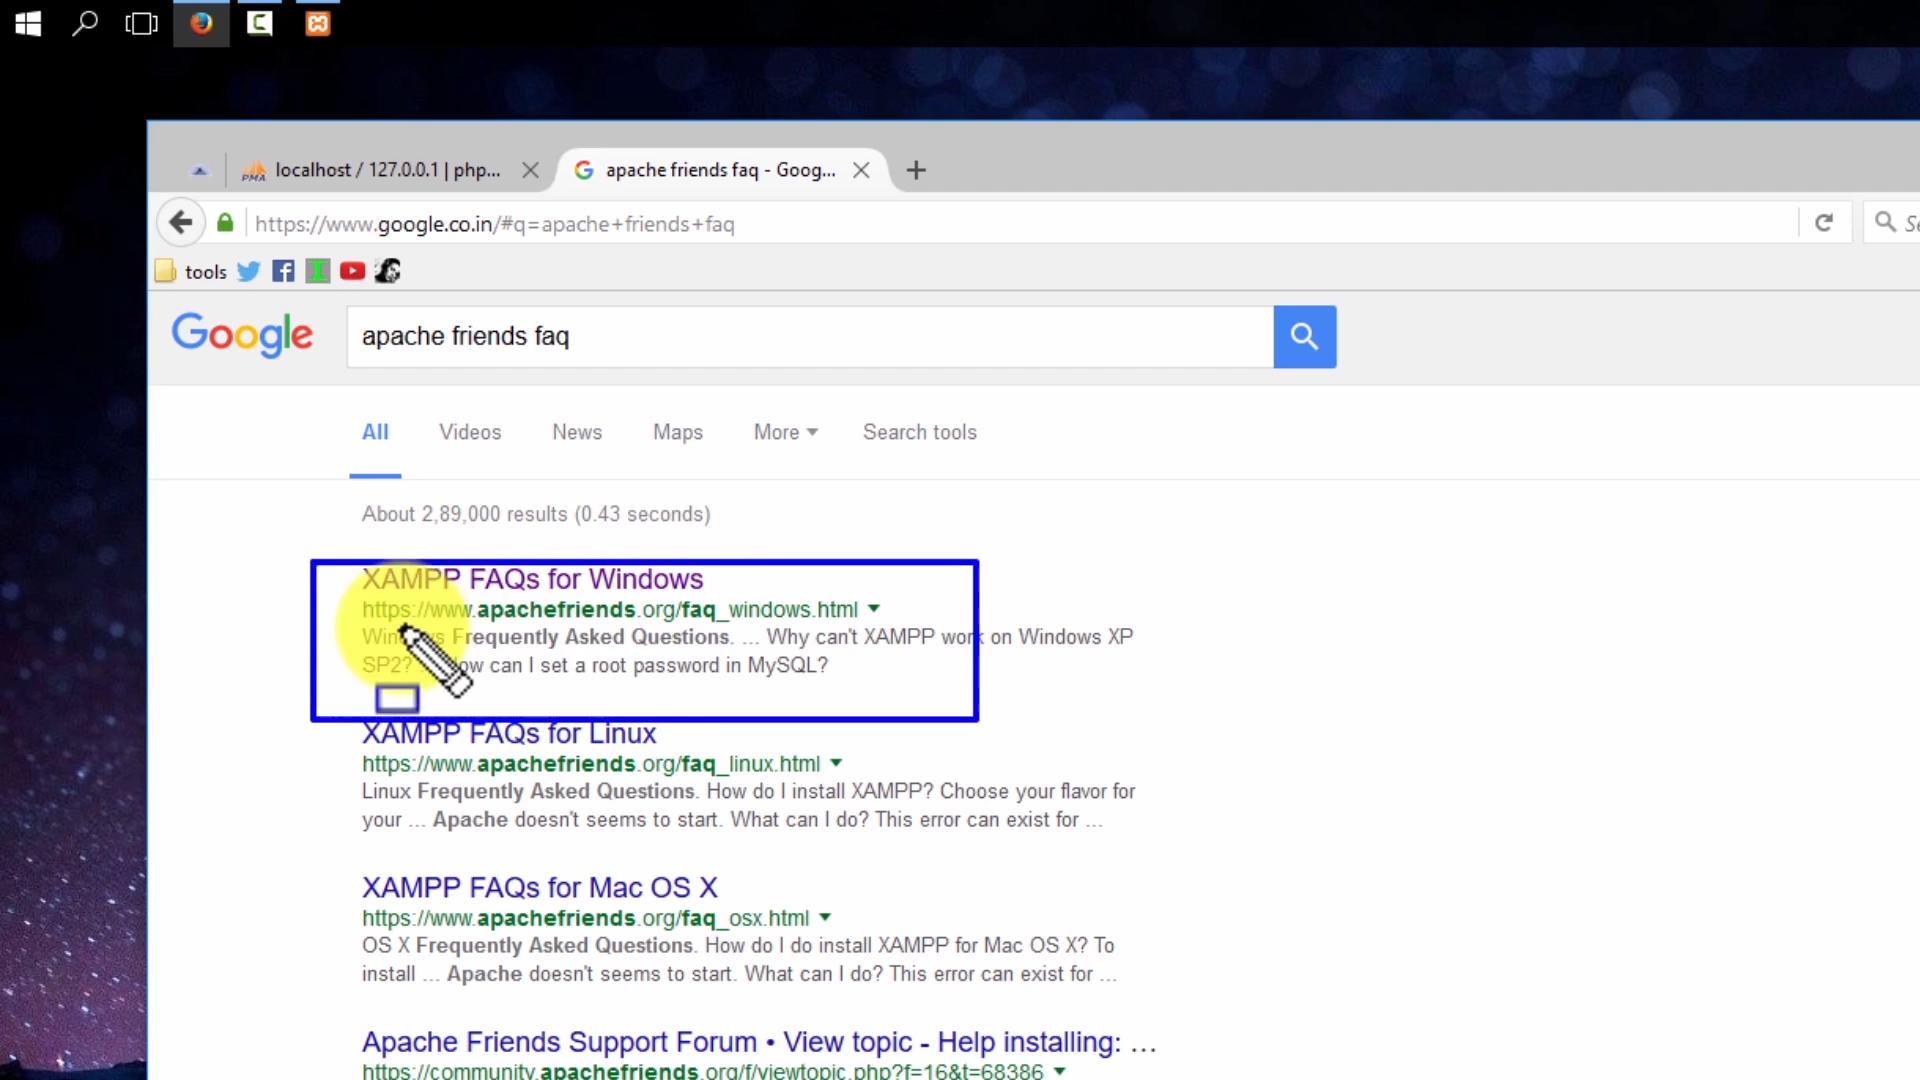 PMA localhost / 127.0.0.1 | php... apache friends faq - Goog...
https://www.google.co.in/#q=apache+friends+faq
tools
Google apache friends faq
All Videos News Maps More Search tools
About 2,89,000 results (0.43 seconds)
XAMPP FAQs for Windows
https://www.apachefriends.org/faq_windows.html
Windows Frequently Asked Questions. ... Why can't XAMPP work on Windows XP
SP2? How can I set a root password in MySQL?
XAMPP FAQs for Linux
https://www.apachefriends.org/faq_linux.html
Linux Frequently Asked Questions. How do I install XAMPP? Choose your flavor for
your ... Apache doesn't seems to start. What can I do? This error can exist for ...
XAMPP FAQs for Mac OS X
https://www.apachefriends.org/faq_osx.html
OS X Frequently Asked Questions. How do I do install XAMPP for Mac OS X? To
install ... Apache doesn't seems to start. What can I do? This error can exist for ...
Apache Friends Support Forum • View topic - Help installing: ...
https://community.apachefriends.org/f/viewtopic.php?f=16&t=68386